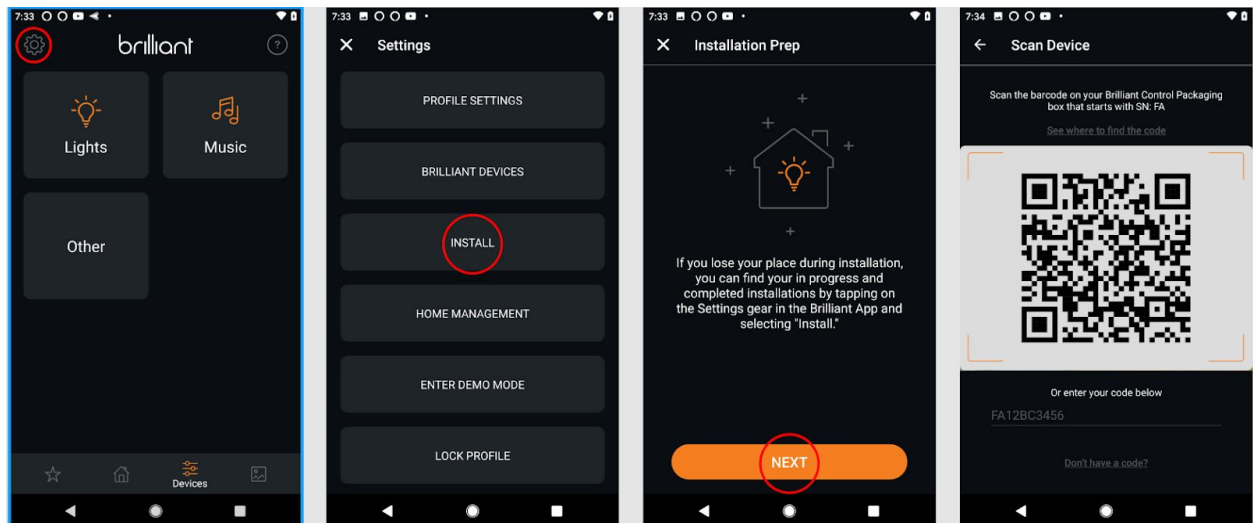 7:33
brilliant
?
Lights
Music
Other
Devices
7:33
Settings
PROFILE SETTINGS
BRILLIANT DEVICES
INSTALL
HOME MANAGEMENT
ENTER DEMO MODE
LOCK PROFILE
7:33
Installation Prep
If you lose your place during installation,
you can find your in progress and
completed installations by tapping on
the Settings gear in the Brilliant App and
selecting "Install."
NEXT
7:34
Scan Device
Scan the barcode on your Brilliant Control Packaging
box that starts with SN: FA
See where to find the code
Or enter your code below
FA12BC3456
Don't have a code?